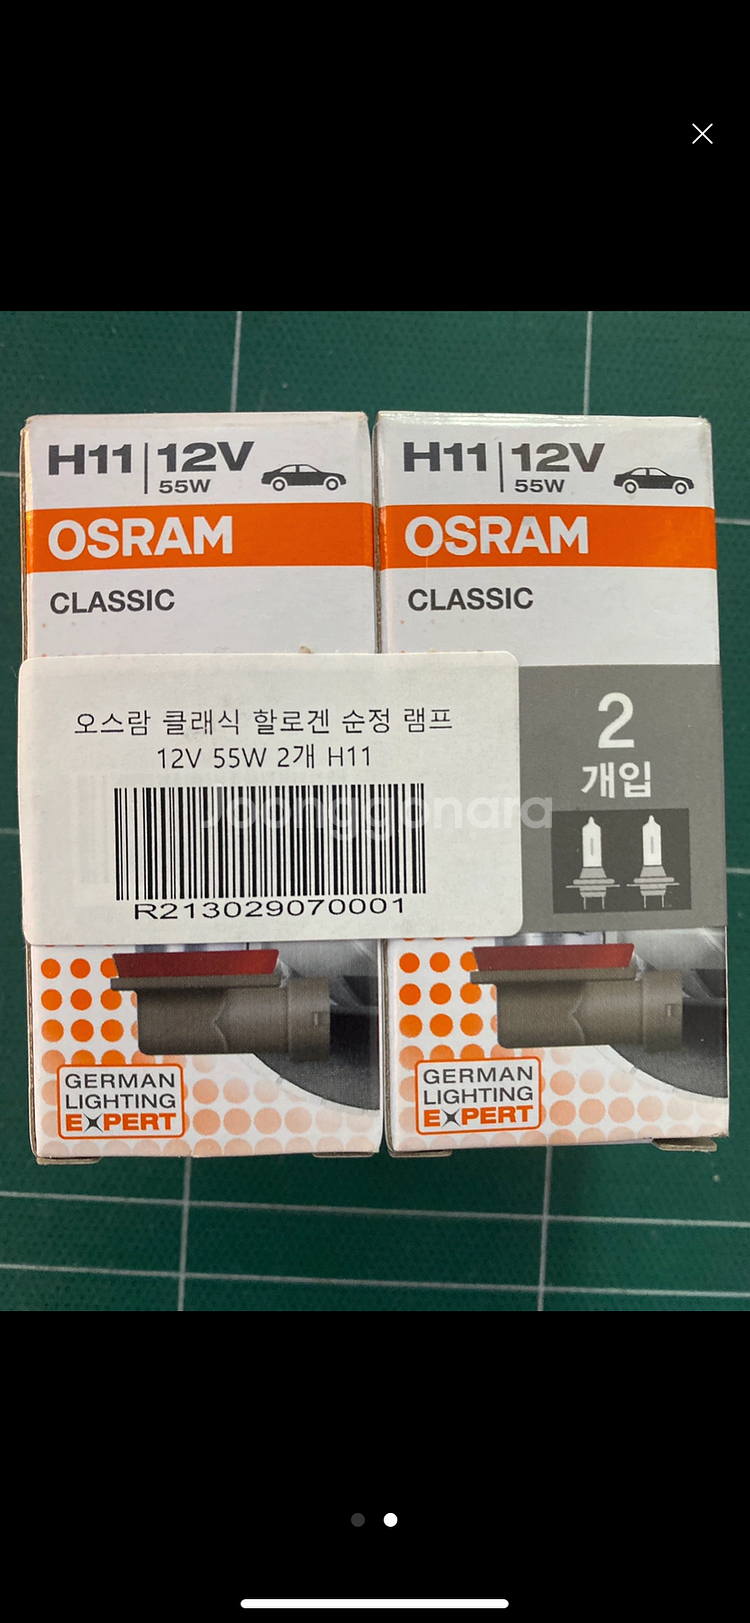 H11 12V
55W
OSRAM
CLASSIC
H11 12V
55W
OSRAM
CLASSIC
오스람 클래식 할로겐 순정 램프
12V 55W 2개 H11
R213029070001
Joonggonara
2
개입
GERMAN
LIGHTING
EXPERT
GERMAN
LIGHTING
EXPERT